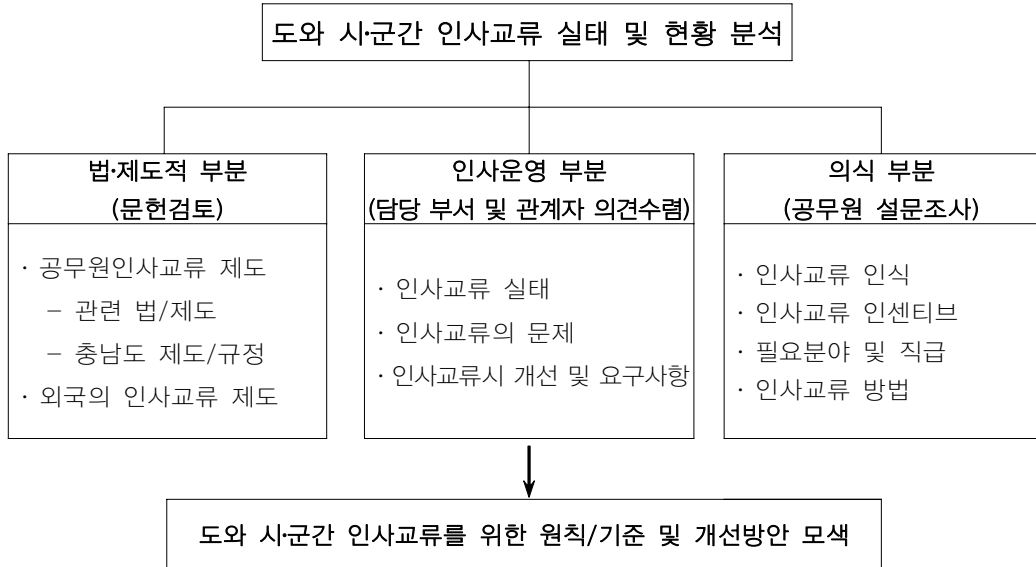 도와 시·군간 인사교류 실태 및 현황 분석
법·제도적 부분
(문헌검토)
· 공무원인사교류 제도
– 관련 법/제도
– 충남도 제도/규정
· 외국의 인사교류 제도
인사운영 부분
(담당 부서 및 관계자 의견수렴)
· 인사교류 실태
· 인사교류의 문제
· 인사교류시 개선 및 요구사항
의식 부분
(공무원 설문조사)
· 인사교류 인식
· 인사교류 인센티브
· 필요분야 및 직급
· 인사교류 방법
도와 시·군간 인사교류를 위한 원칙/기준 및 개선방안 모색